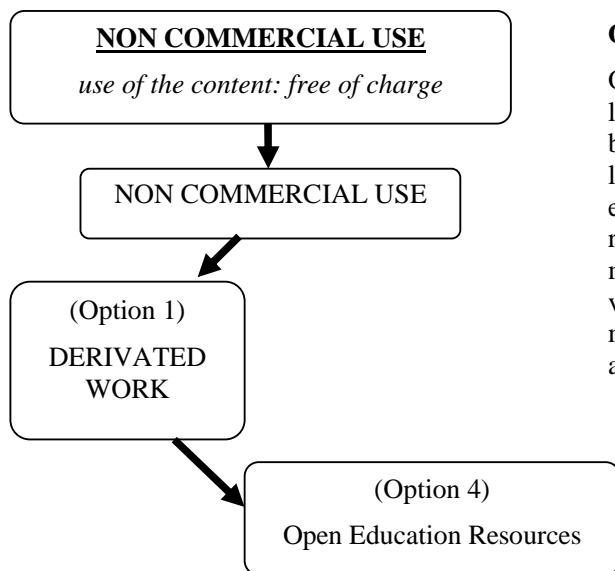 NON COMMERCIAL USE
use of the content: free of charge
NON COMMERCIAL USE
(Option 1)
DERIVATED
WORK
(Option 4)
Open Education Resources